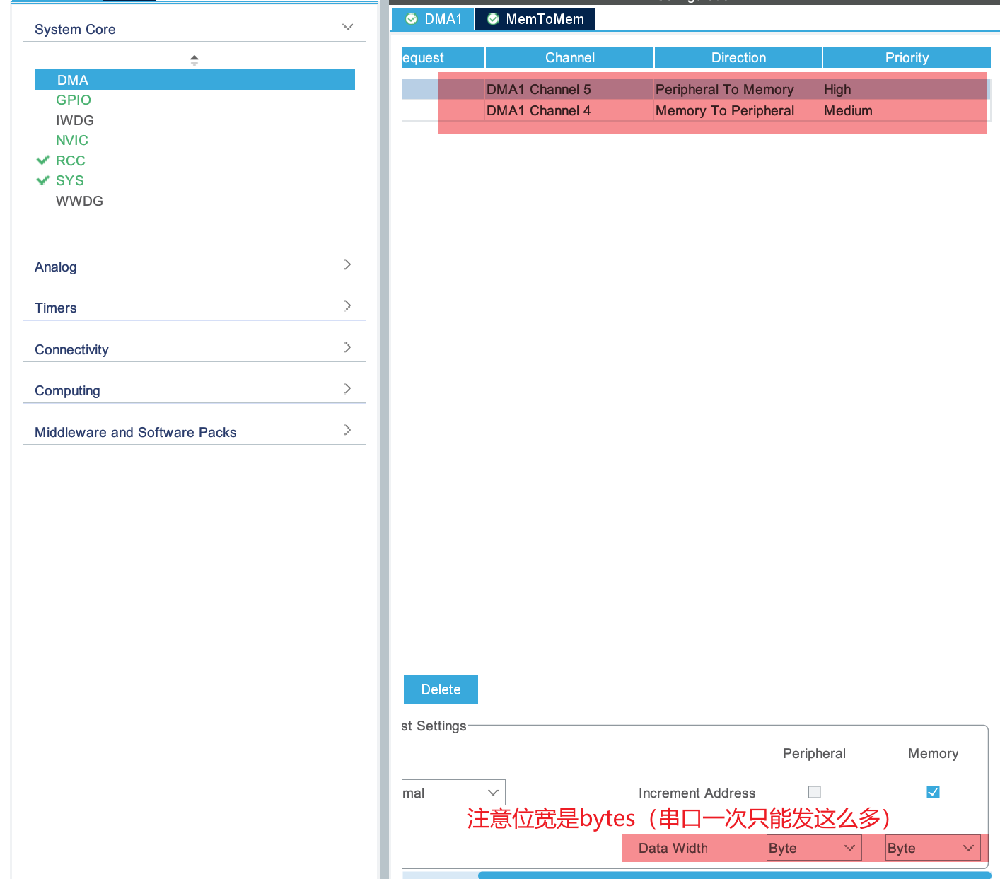 System Core
DMA
GPIO
IWDG
NVIC
RCC
SYS
WWDG
Analog
Timers
Connectivity
Computing
Middleware and Software Packs
DMA1 MemToMem
equest Channel Direction Priority
DMA1 Channel 5 Peripheral To Memory High
DMA1 Channel 4 Memory To Peripheral Medium
Delete
st Settings
Peripheral Memory
mal Increment Address
注意位宽是bytes（串口一次只能发这么多）
Data Width Byte Byte